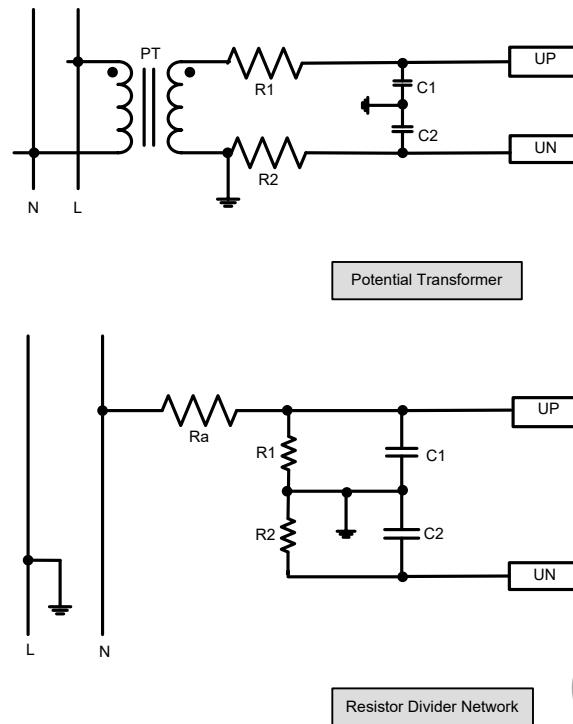 PT
R1
C1
UP
R2
C2
UN
N
L
Potential Transformer
Ra
UP
R1
C1
R2
C2
UN
L
N
Resistor Divider Network